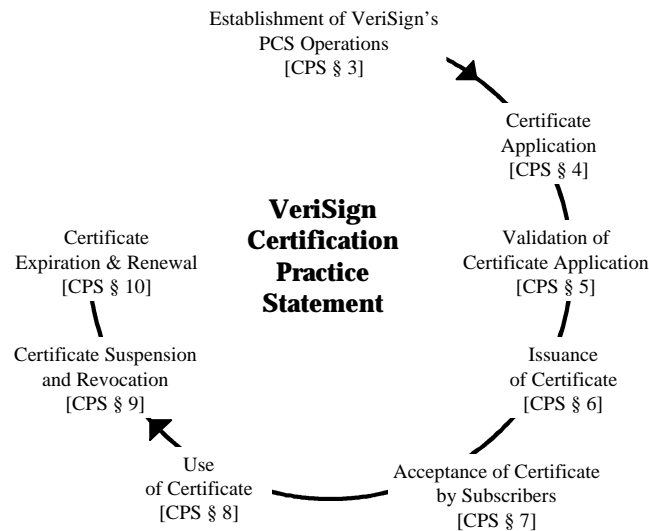 Establishment of VeriSign's
PCS Operations
[CPS § 3]
Certificate
Application
[CPS § 4]
Validation of
Certificate Application
[CPS § 5]
Issuance
of Certificate
[CPS § 6]
Acceptance of Certificate
by Subscribers
[CPS § 7]
Use
of Certificate
[CPS § 8]
Certificate Suspension
and Revocation
[CPS § 9]
Certificate
Expiration & Renewal
[CPS § 10]
VeriSign
Certification
Practice
Statement